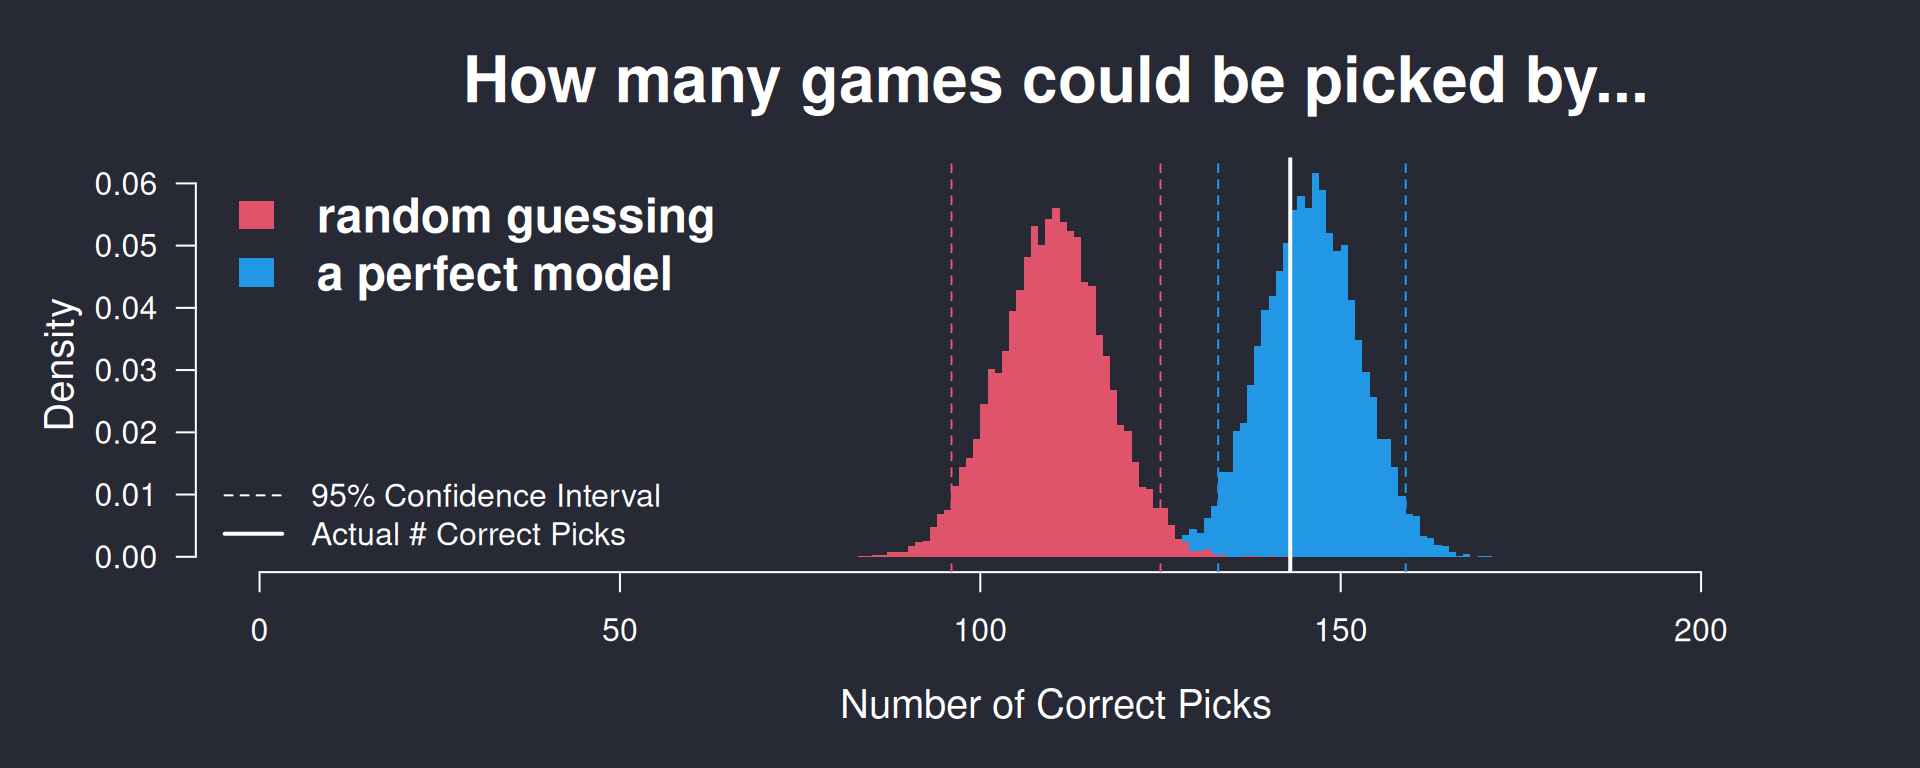 How many games could be picked by...
random guessing
a perfect model
Density
0.06
0.05
0.04
0.03
0.02
0.01
0.00
95% Confidence Interval
Actual # Correct Picks
0 50 100 150 200
Number of Correct Picks